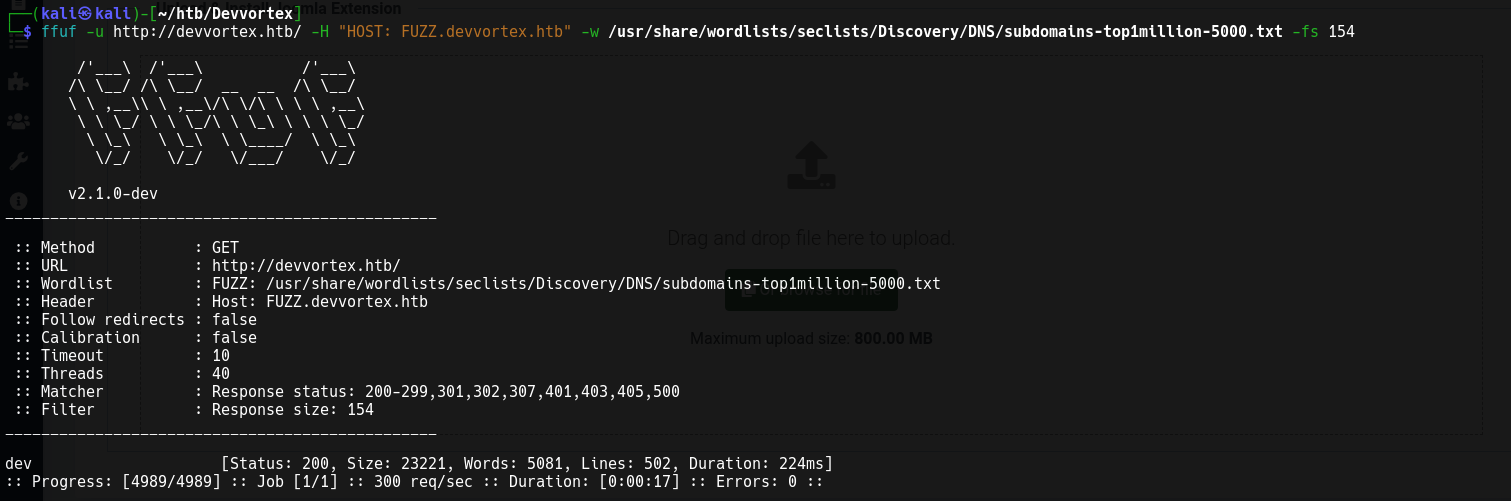 Upload & Install Joomla Extension
┌──(kali㉿kali)-[~/htb/Devvortex]
└─$ ffuf -u http://devvortex.htb/ -H "HOST: FUZZ.devvortex.htb" -w /usr/share/wordlists/seclists/Discovery/DNS/subdomains-top1million-5000.txt -fs 154
        /'___\  /'___\           /'___\
       /\ \__/ /\ \__/  __  __  /\ \__/
       \ \ ,__\\ \ ,__\/\ \/\ \ \ \ ,__\
        \ \ \_/ \ \ \_/\ \ \_\ \ \ \ \_/
         \ \_\   \ \_\  \ \____/  \ \_\
          \/_/    \/_/   \/___/    \/_/
v2.1.0-dev
________________________________________________
:: Method           : GET
:: URL              : http://devvortex.htb/
:: Wordlist         : FUZZ: /usr/share/wordlists/seclists/Discovery/DNS/subdomains-top1million-5000.txt
:: Header           : Host: FUZZ.devvortex.htb
:: Follow redirects : false
:: Calibration      : false
:: Timeout          : 10
:: Threads          : 40
:: Matcher          : Response status: 200-299,301,302,307,401,403,405,500
:: Filter           : Response size: 154
________________________________________________
Drag and drop file here to upload.
Maximum upload size: 800.00 MB
dev                     [Status: 200, Size: 23221, Words: 5081, Lines: 502, Duration: 224ms]
:: Progress: [4989/4989] :: Job [1/1] :: 300 req/sec :: Duration: [0:00:17] :: Errors: 0 ::